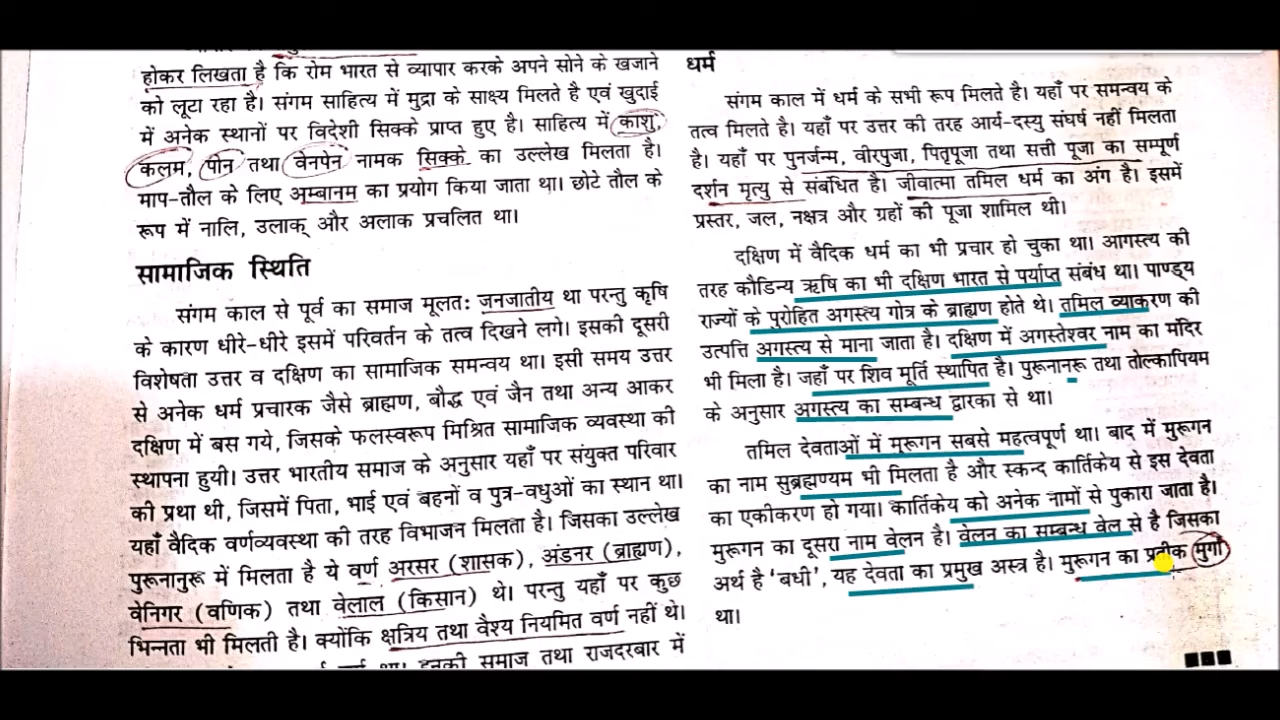 होकर लिखता है कि रोम भारत से व्यापार करके अपने सोने के खजाने
को लूटा रहा है। संगम साहित्य में मुद्रा के साक्ष्य मिलते है एवं खुदाई
में अनेक स्थानों पर विदेशी सिक्के प्राप्त हुए है। साहित्य में काशु,
कलम, पोन तथा वेनपेन नामक सिक्के का उल्लेख मिलता है।
माप-तौल के लिए अम्बानम का प्रयोग किया जाता था। छोटे तौल के
रूप में नालि, उलाक् और अलाक प्रचलित था।
सामाजिक स्थिति
संगम काल से पूर्व का समाज मूलत: जनजातीय था परन्तु कृषि
के कारण धीरे-धीरे इसमें परिवर्तन के तत्व दिखने लगे। इसकी दूसरी
विशेषता उत्तर व दक्षिण का सामाजिक समन्वय था। इसी समय उत्तर
से अनेक धर्म प्रचारक जैसे ब्राह्मण, बौद्ध एवं जैन तथा अन्य आकर
दक्षिण में बस गये, जिसके फलस्वरूप मिश्रित सामाजिक व्यवस्था की
स्थापना हुयी। उत्तर भारतीय समाज के अनुसार यहाँ पर संयुक्त परिवार
की प्रथा थी, जिसमें पिता, भाई एवं बहनों व पुत्र-वधुओं का स्थान था।
यहाँ वैदिक वर्णव्यवस्था की तरह विभाजन मिलता है। जिसका उल्लेख
पुरूनानुरू में मिलता है ये वर्ण अरसर (शासक), अंडनर (ब्राह्मण),
वेनिगर (वणिक) तथा वेलाल (किसान) थे। परन्तु यहाँ पर कुछ
भिन्नता भी मिलती है। क्योंकि क्षत्रिय तथा वैश्य नियमित वर्ण नहीं थे।
था। इनकी समाज तथा राजदरबार में
धर्म
संगम काल में धर्म के सभी रूप मिलते है। यहाँ पर समन्वय के
तत्व मिलते है। यहाँ पर उत्तर की तरह आर्य-दस्यु संघर्ष नहीं मिलता
है। यहाँ पर पुनर्जन्म, वीरपुजा, पितृपूजा तथा सत्ती पूजा का सम्पूर्ण
दर्शन मृत्यु से संबंधित है। जीवात्मा तमिल धर्म का अंग है। इसमें
प्रस्तर, जल, नक्षत्र और ग्रहों की पूजा शामिल थी।
दक्षिण में वैदिक धर्म का भी प्रचार हो चुका था। आगस्त्य की
तरह कौडिन्य ऋषि का भी दक्षिण भारत से पर्याप्त संबंध था। पाण्ड्य
राज्यों के पुरोहित अगस्त्य गोत्र के ब्राह्मण होते थे। तमिल व्याकरण की
उत्पत्ति अगस्त्य से माना जाता है। दक्षिण में अगस्तेश्वर नाम का मंदिर
भी मिला है। जहाँ पर शिव मूर्ति स्थापित है। पुरूनानरू तथा तोल्कापियम
के अनुसार अगस्त्य का सम्बन्ध द्वारका से था।
तमिल देवताओं में मुरूगन सबसे महत्वपूर्ण था। बाद में मुरूगन
का नाम सुब्रह्मण्यम भी मिलता है और स्कन्द कार्तिकेय से इस देवता
का एकीकरण हो गया। कार्तिकेय को अनेक नामों से पुकारा जाता है।
मुरूगन का दूसरा नाम वेलन है। वेलन का सम्बन्ध वेल से है जिसका
अर्थ है 'बर्धी', यह देवता का प्रमुख अस्त्र है। मुरूगन का प्रतीक मुर्गा
था।